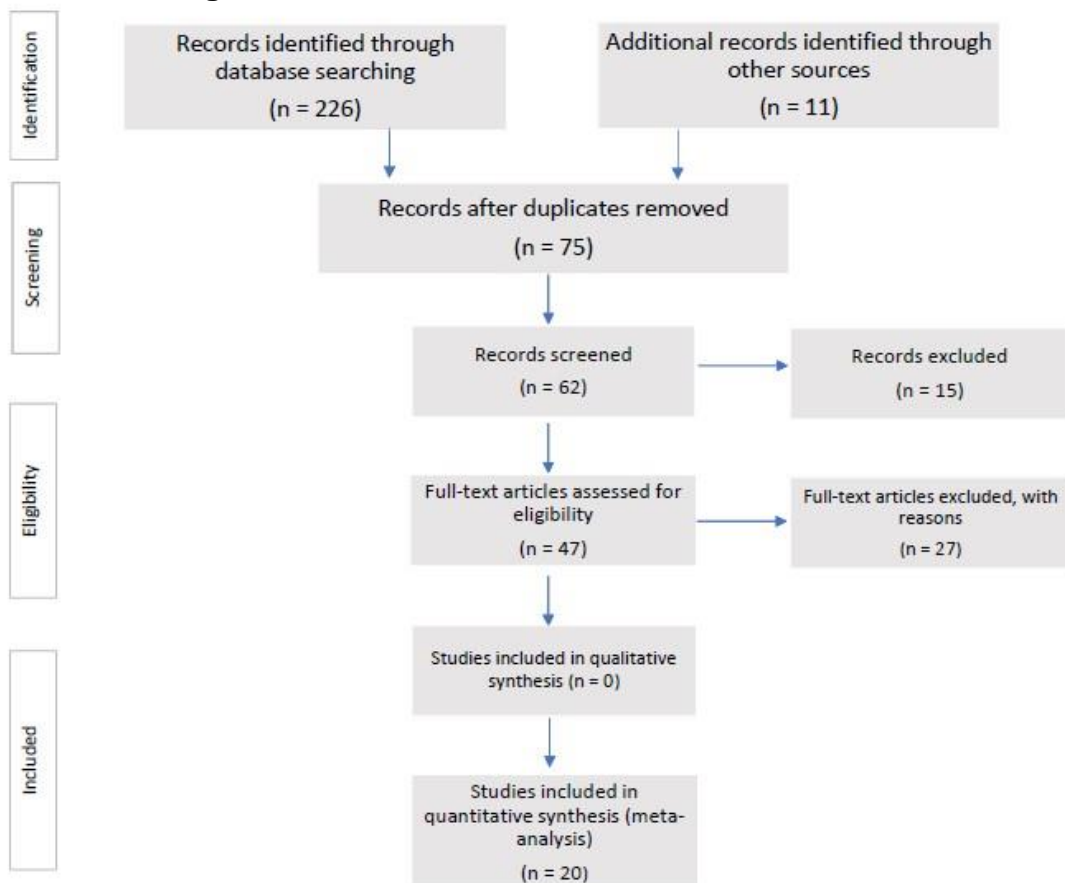 Identification
Records identified through
database searching
(n = 226)
Additional records identified through
other sources
(n = 11)
Screening
Records after duplicates removed
(n = 75)
Records screened
(n = 62)
Records excluded
(n = 15)
Eligibility
Full-text articles assessed for
eligibility
(n = 47)
Full-text articles excluded, with
reasons
(n = 27)
Included
Studies included in qualitative
synthesis (n = 0)
Studies included in
quantitative synthesis (meta-
analysis)
(n = 20)